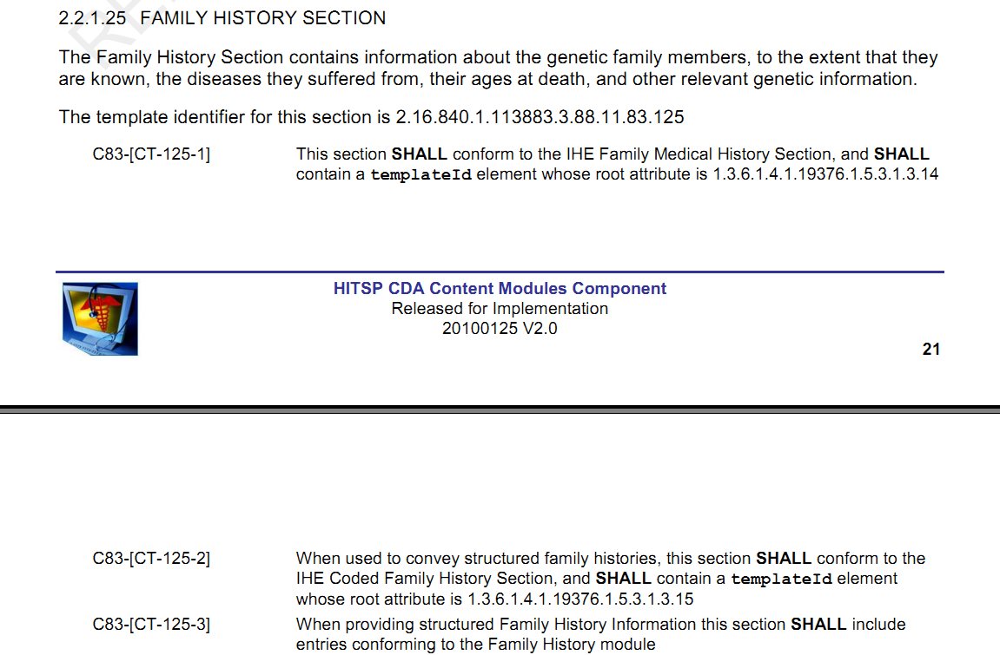 2.2.1.25 FAMILY HISTORY SECTION
The Family History Section contains information about the genetic family members, to the extent that they
are known, the diseases they suffered from, their ages at death, and other relevant genetic information.
The template identifier for this section is 2.16.840.1.113883.3.88.11.83.125
C83-[CT-125-1] This section SHALL conform to the IHE Family Medical History Section, and SHALL
contain a templateId element whose root attribute is 1.3.6.1.4.1.19376.1.5.3.1.3.14
HITSP CDA Content Modules Component
Released for Implementation
20100125 V2.0
21
C83-[CT-125-2] When used to convey structured family histories, this section SHALL conform to the
IHE Coded Family History Section, and SHALL contain a templateId element
whose root attribute is 1.3.6.1.4.1.19376.1.5.3.1.3.15
C83-[CT-125-3] When providing structured Family History Information this section SHALL include
entries conforming to the Family History module